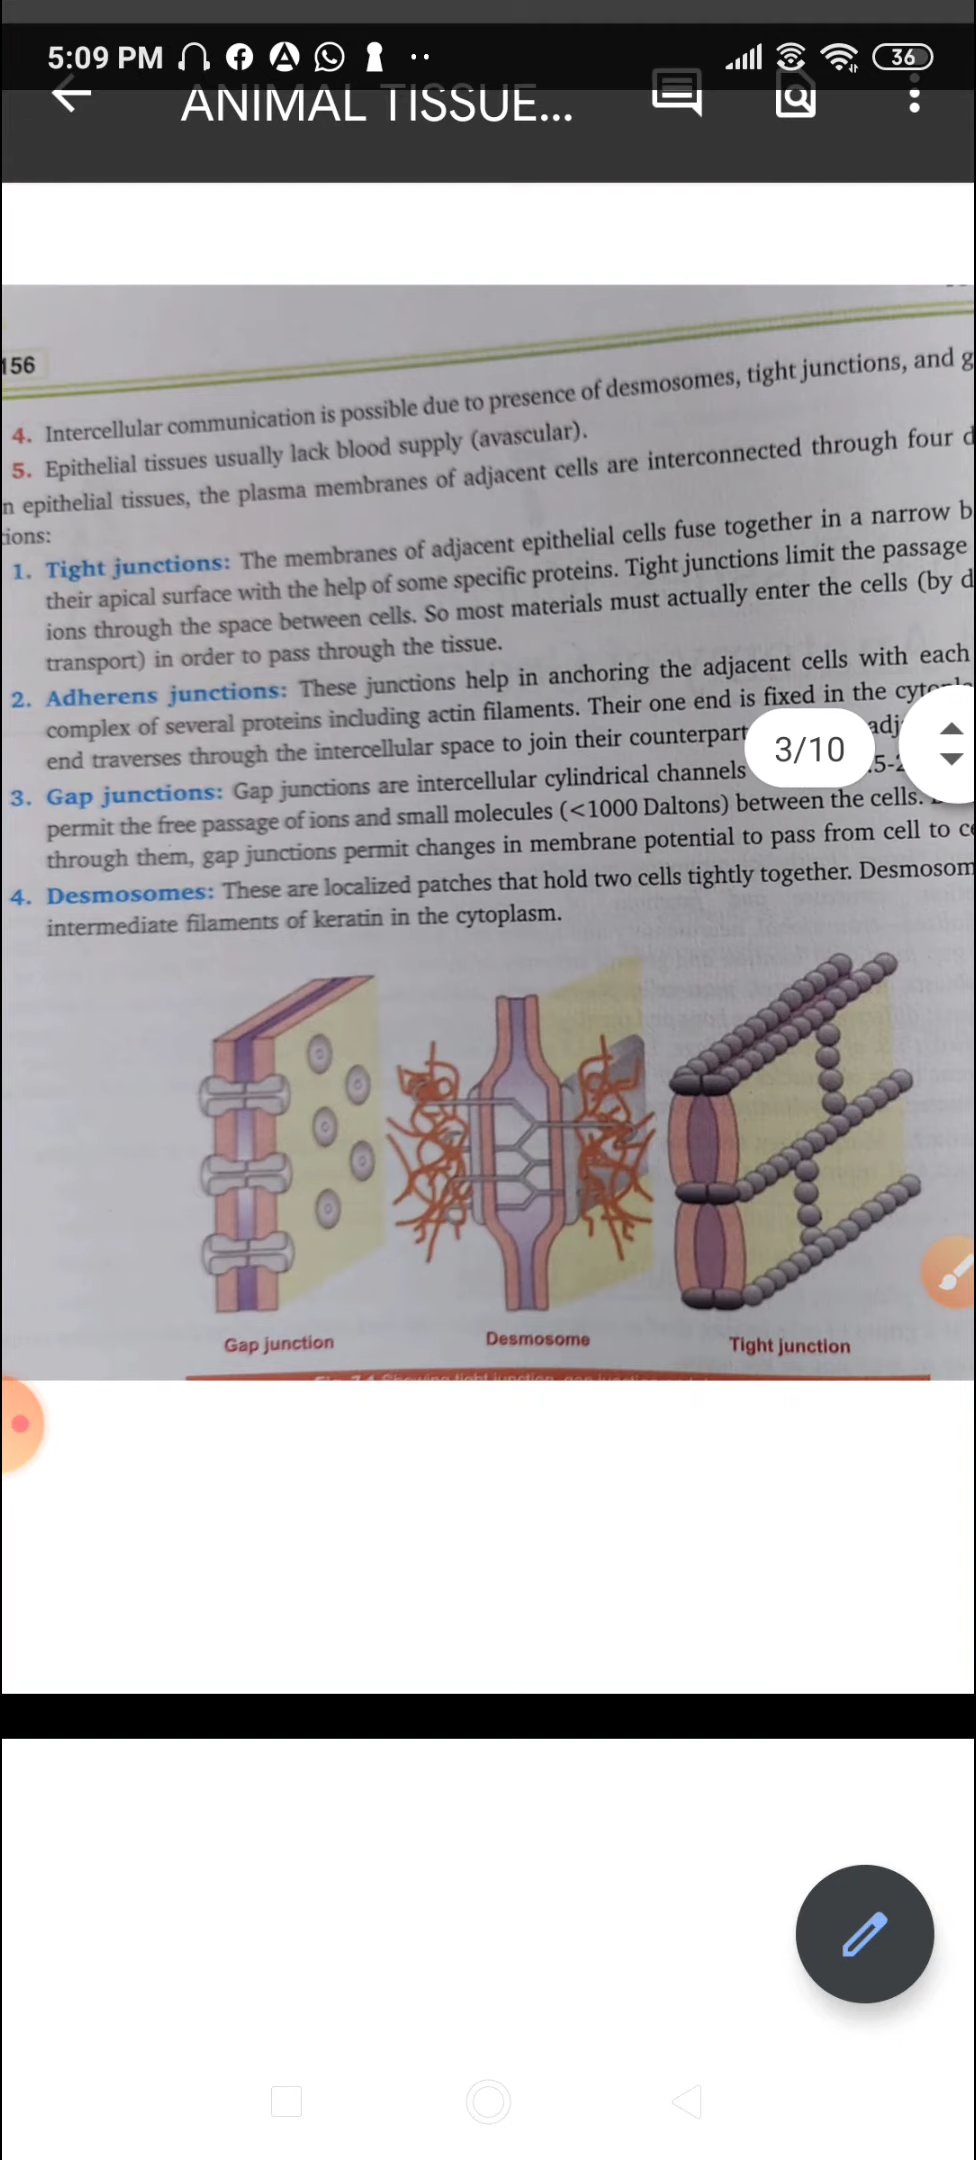 5:09 PM
36
ANIMAL TISSUE...
156
4. Intercellular communication is possible due to presence of desmosomes, tight junctions, and g
5. Epithelial tissues usually lack blood supply (avascular).
n epithelial tissues, the plasma membranes of adjacent cells are interconnected through four d
tions:
1. Tight junctions: The membranes of adjacent epithelial cells fuse together in a narrow b
their apical surface with the help of some specific proteins. Tight junctions limit the passage
ions through the space between cells. So most materials must actually enter the cells (by d
transport) in order to pass through the tissue.
2. Adherens junctions: These junctions help in anchoring the adjacent cells with each
complex of several proteins including actin filaments. Their one end is fixed in the
end traverses through the intercellular space to join their counterpart adj
3/10
3. Gap junctions: Gap junctions are intercellular cylindrical channels .5-2
permit the free passage of ions and small molecules (<1000 Daltons) between the cells.
through them, gap junctions permit changes in membrane potential to pass from cell to ce
4. Desmosomes: These are localized patches that hold two cells tightly together. Desmosom
intermediate filaments of keratin in the cytoplasm.
Gap junction
Desmosome
Tight junction